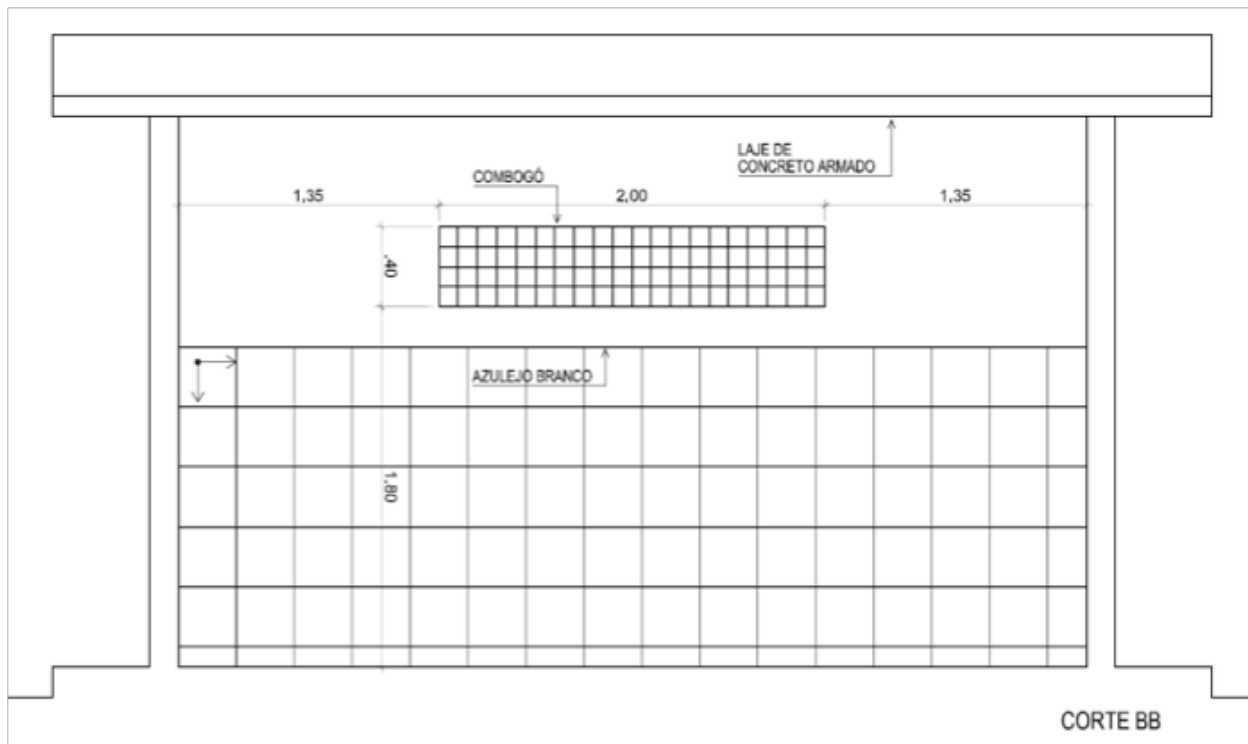 LAJE DE
CONCRETO ARMADO
COMBOGÓ
1,35
2,00
1,35
,40
AZULEJO BRANCO
1,80
CORTE BB